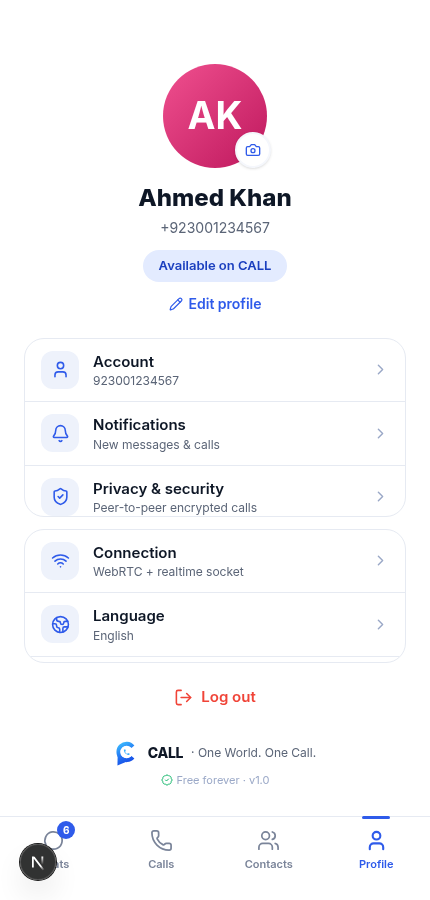 AK
Ahmed Khan
+923001234567
Available on CALL
Edit profile
Account
923001234567
Notifications
New messages & calls
Privacy & security
Peer-to-peer encrypted calls
Connection
WebRTC + realtime socket
Language
English
Log out
CALL · One World. One Call.
Free forever · v1.0
6
N
Calls
Contacts
Profile